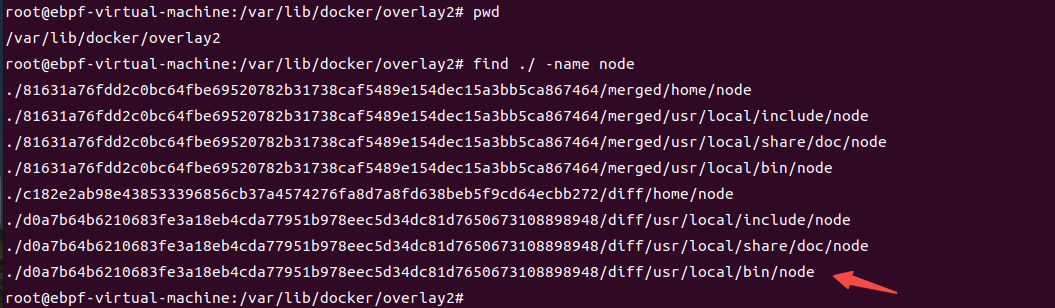 root@ebpf-virtual-machine:/var/lib/docker/overlay2# pwd
/var/lib/docker/overlay2
root@ebpf-virtual-machine:/var/lib/docker/overlay2# find ./ -name node
./81631a76fdd2c0bc64fbe69520782b31738caf5489e154dec15a3bb5ca867464/merged/home/node
./81631a76fdd2c0bc64fbe69520782b31738caf5489e154dec15a3bb5ca867464/merged/usr/local/include/node
./81631a76fdd2c0bc64fbe69520782b31738caf5489e154dec15a3bb5ca867464/merged/usr/local/share/doc/node
./81631a76fdd2c0bc64fbe69520782b31738caf5489e154dec15a3bb5ca867464/merged/usr/local/bin/node
./c182e2ab98e438533396856cb37a4574276fa8d7a8fd638beb5f9cd64ecbb272/diff/home/node
./d0a7b64b6210683fe3a18eb4cda77951b978eec5d34dc81d7650673108898948/diff/usr/local/include/node
./d0a7b64b6210683fe3a18eb4cda77951b978eec5d34dc81d7650673108898948/diff/usr/local/share/doc/node
./d0a7b64b6210683fe3a18eb4cda77951b978eec5d34dc81d7650673108898948/diff/usr/local/bin/node
root@ebpf-virtual-machine:/var/lib/docker/overlay2#